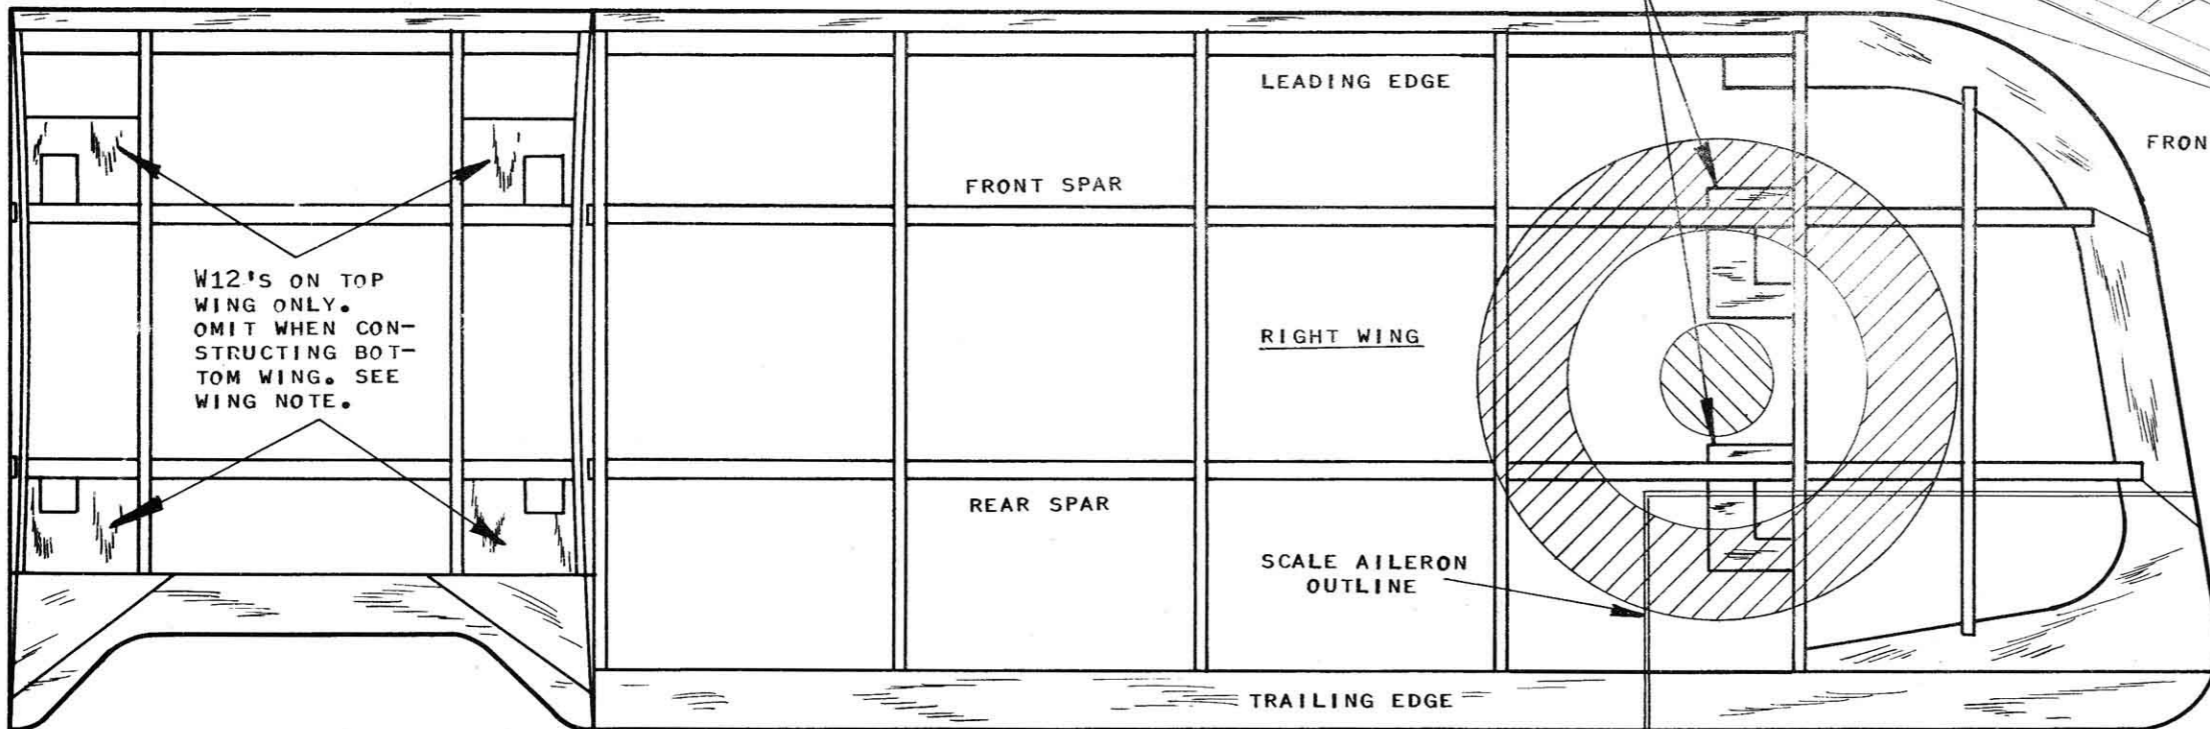 LEADING EDGE
FRON
FRONT SPAR
W12'S ON TOP
WING ONLY.
OMIT WHEN CON-
STRUCTING BOT-
TOM WING. SEE
WING NOTE.
RIGHT WING
REAR SPAR
SCALE AILERON
OUTLINE
TRAILING EDGE